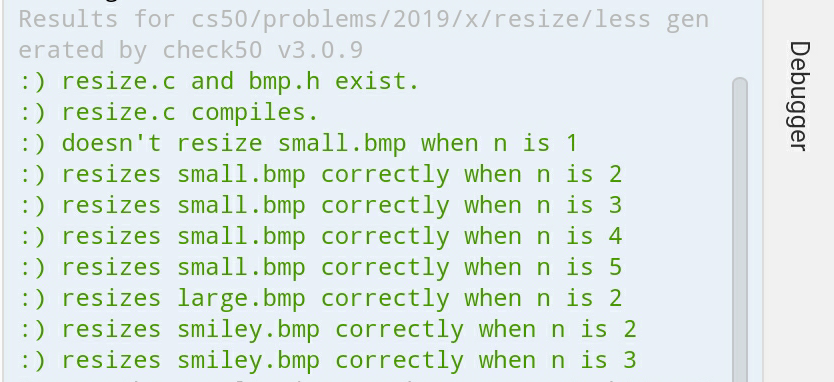 Results for cs50/problems/2019/x/resize/less gen
erated by check50 v3.0.9
:) resize.c and bmp.h exist.
:) resize.c compiles.
:) doesn't resize small.bmp when n is 1
:) resizes small.bmp correctly when n is 2
:) resizes small.bmp correctly when n is 3
:) resizes small.bmp correctly when n is 4
:) resizes small.bmp correctly when n is 5
:) resizes large.bmp correctly when n is 2
:) resizes smiley.bmp correctly when n is 2
:) resizes smiley.bmp correctly when n is 3
Debugger